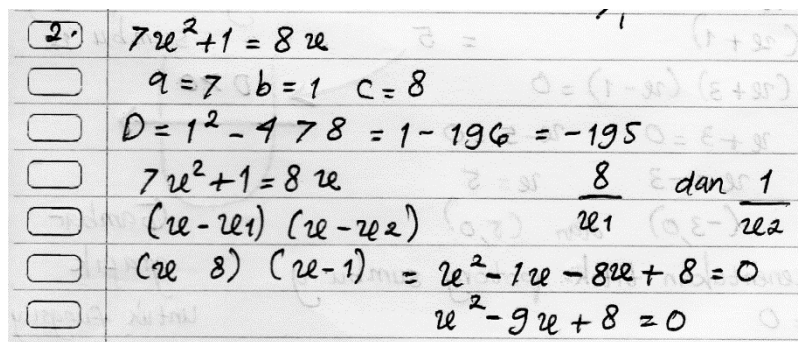 2. 7x²+1 = 8x
a = 7 b = 1 c = 8
D = 1² - 4 7 8 = 1 - 196 = -195
7x²+1 = 8x 8/x1 dan 1/x2
(x - x1) (x - x2)
(x 8) (x - 1) = x² - 1x - 8x + 8 = 0
x² - 9x + 8 = 0